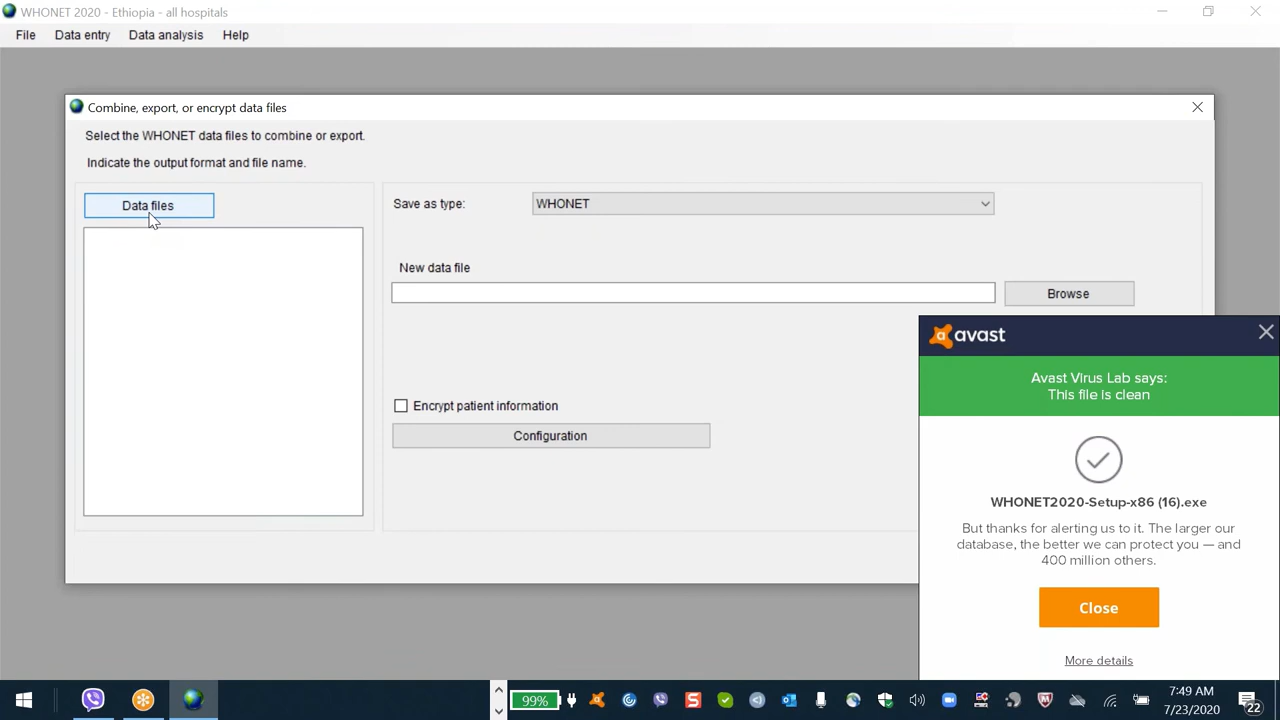 WHONET 2020 - Ethiopia - all hospitals
File Data entry Data analysis Help
Combine, export, or encrypt data files
Select the WHONET data files to combine or export.
Indicate the output format and file name.
Data files
Save as type:
WHONET
New data file
Browse
Encrypt patient information
Configuration
avast
Avast Virus Lab says:
This file is clean
WHONET2020-Setup-x86 (16).exe
But thanks for alerting us to it. The larger our
database, the better we can protect you — and
400 million others.
Close
More details
99%
7:49 AM
7/23/2020
22